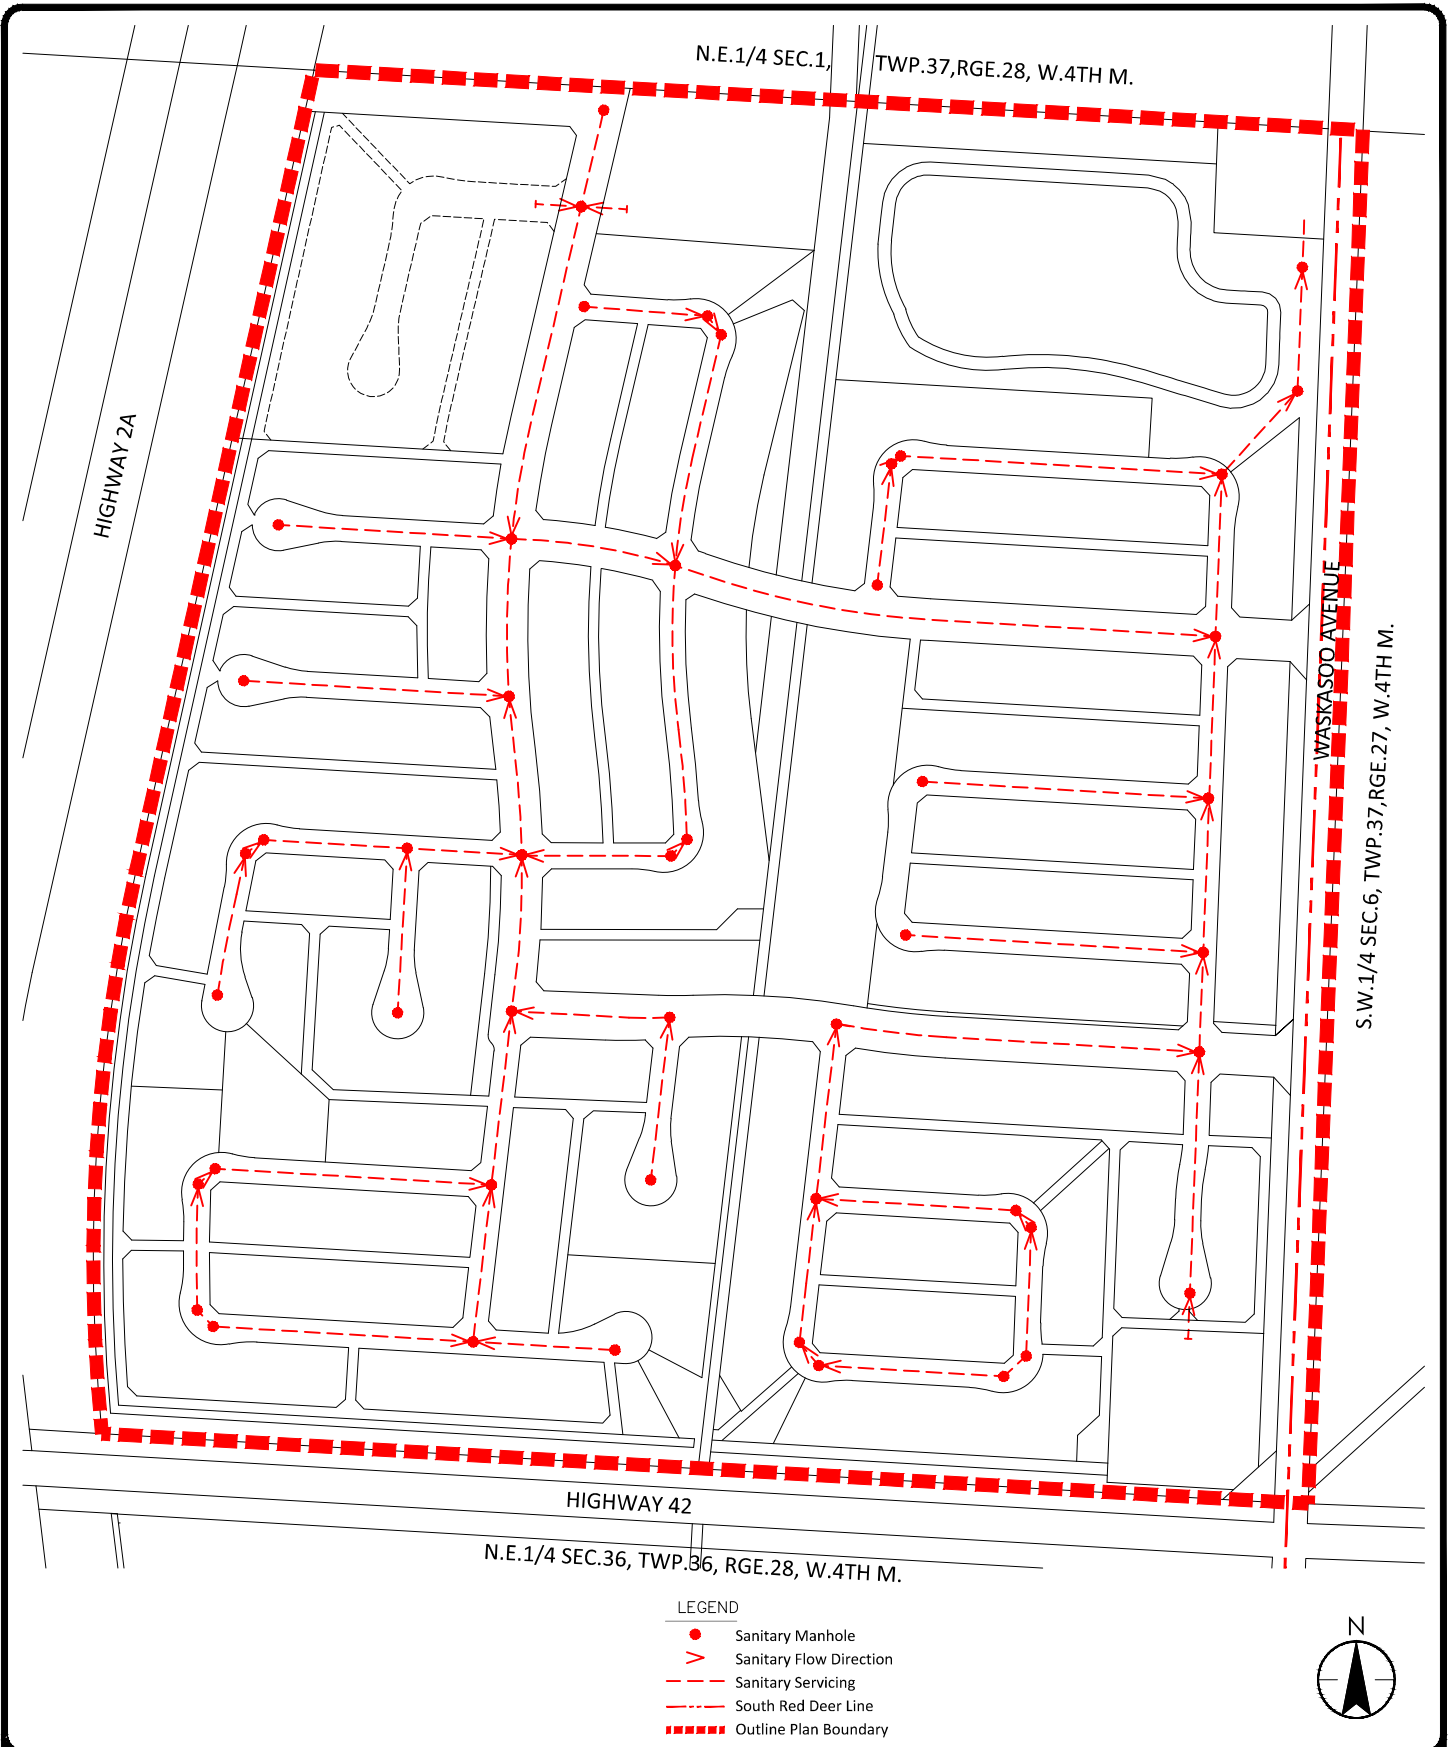 N.E.1/4 SEC.1, TWP.37,RGE.28, W.4TH M.
HIGHWAY 2A
WASKASOO AVENUE
S.W.1/4 SEC.6, TWP.37,RGE.27, W.4TH M.
HIGHWAY 42
N.E.1/4 SEC.36, TWP.36, RGE.28, W.4TH M.
LEGEND
Sanitary Manhole
Sanitary Flow Direction
Sanitary Servicing
South Red Deer Line
Outline Plan Boundary
N